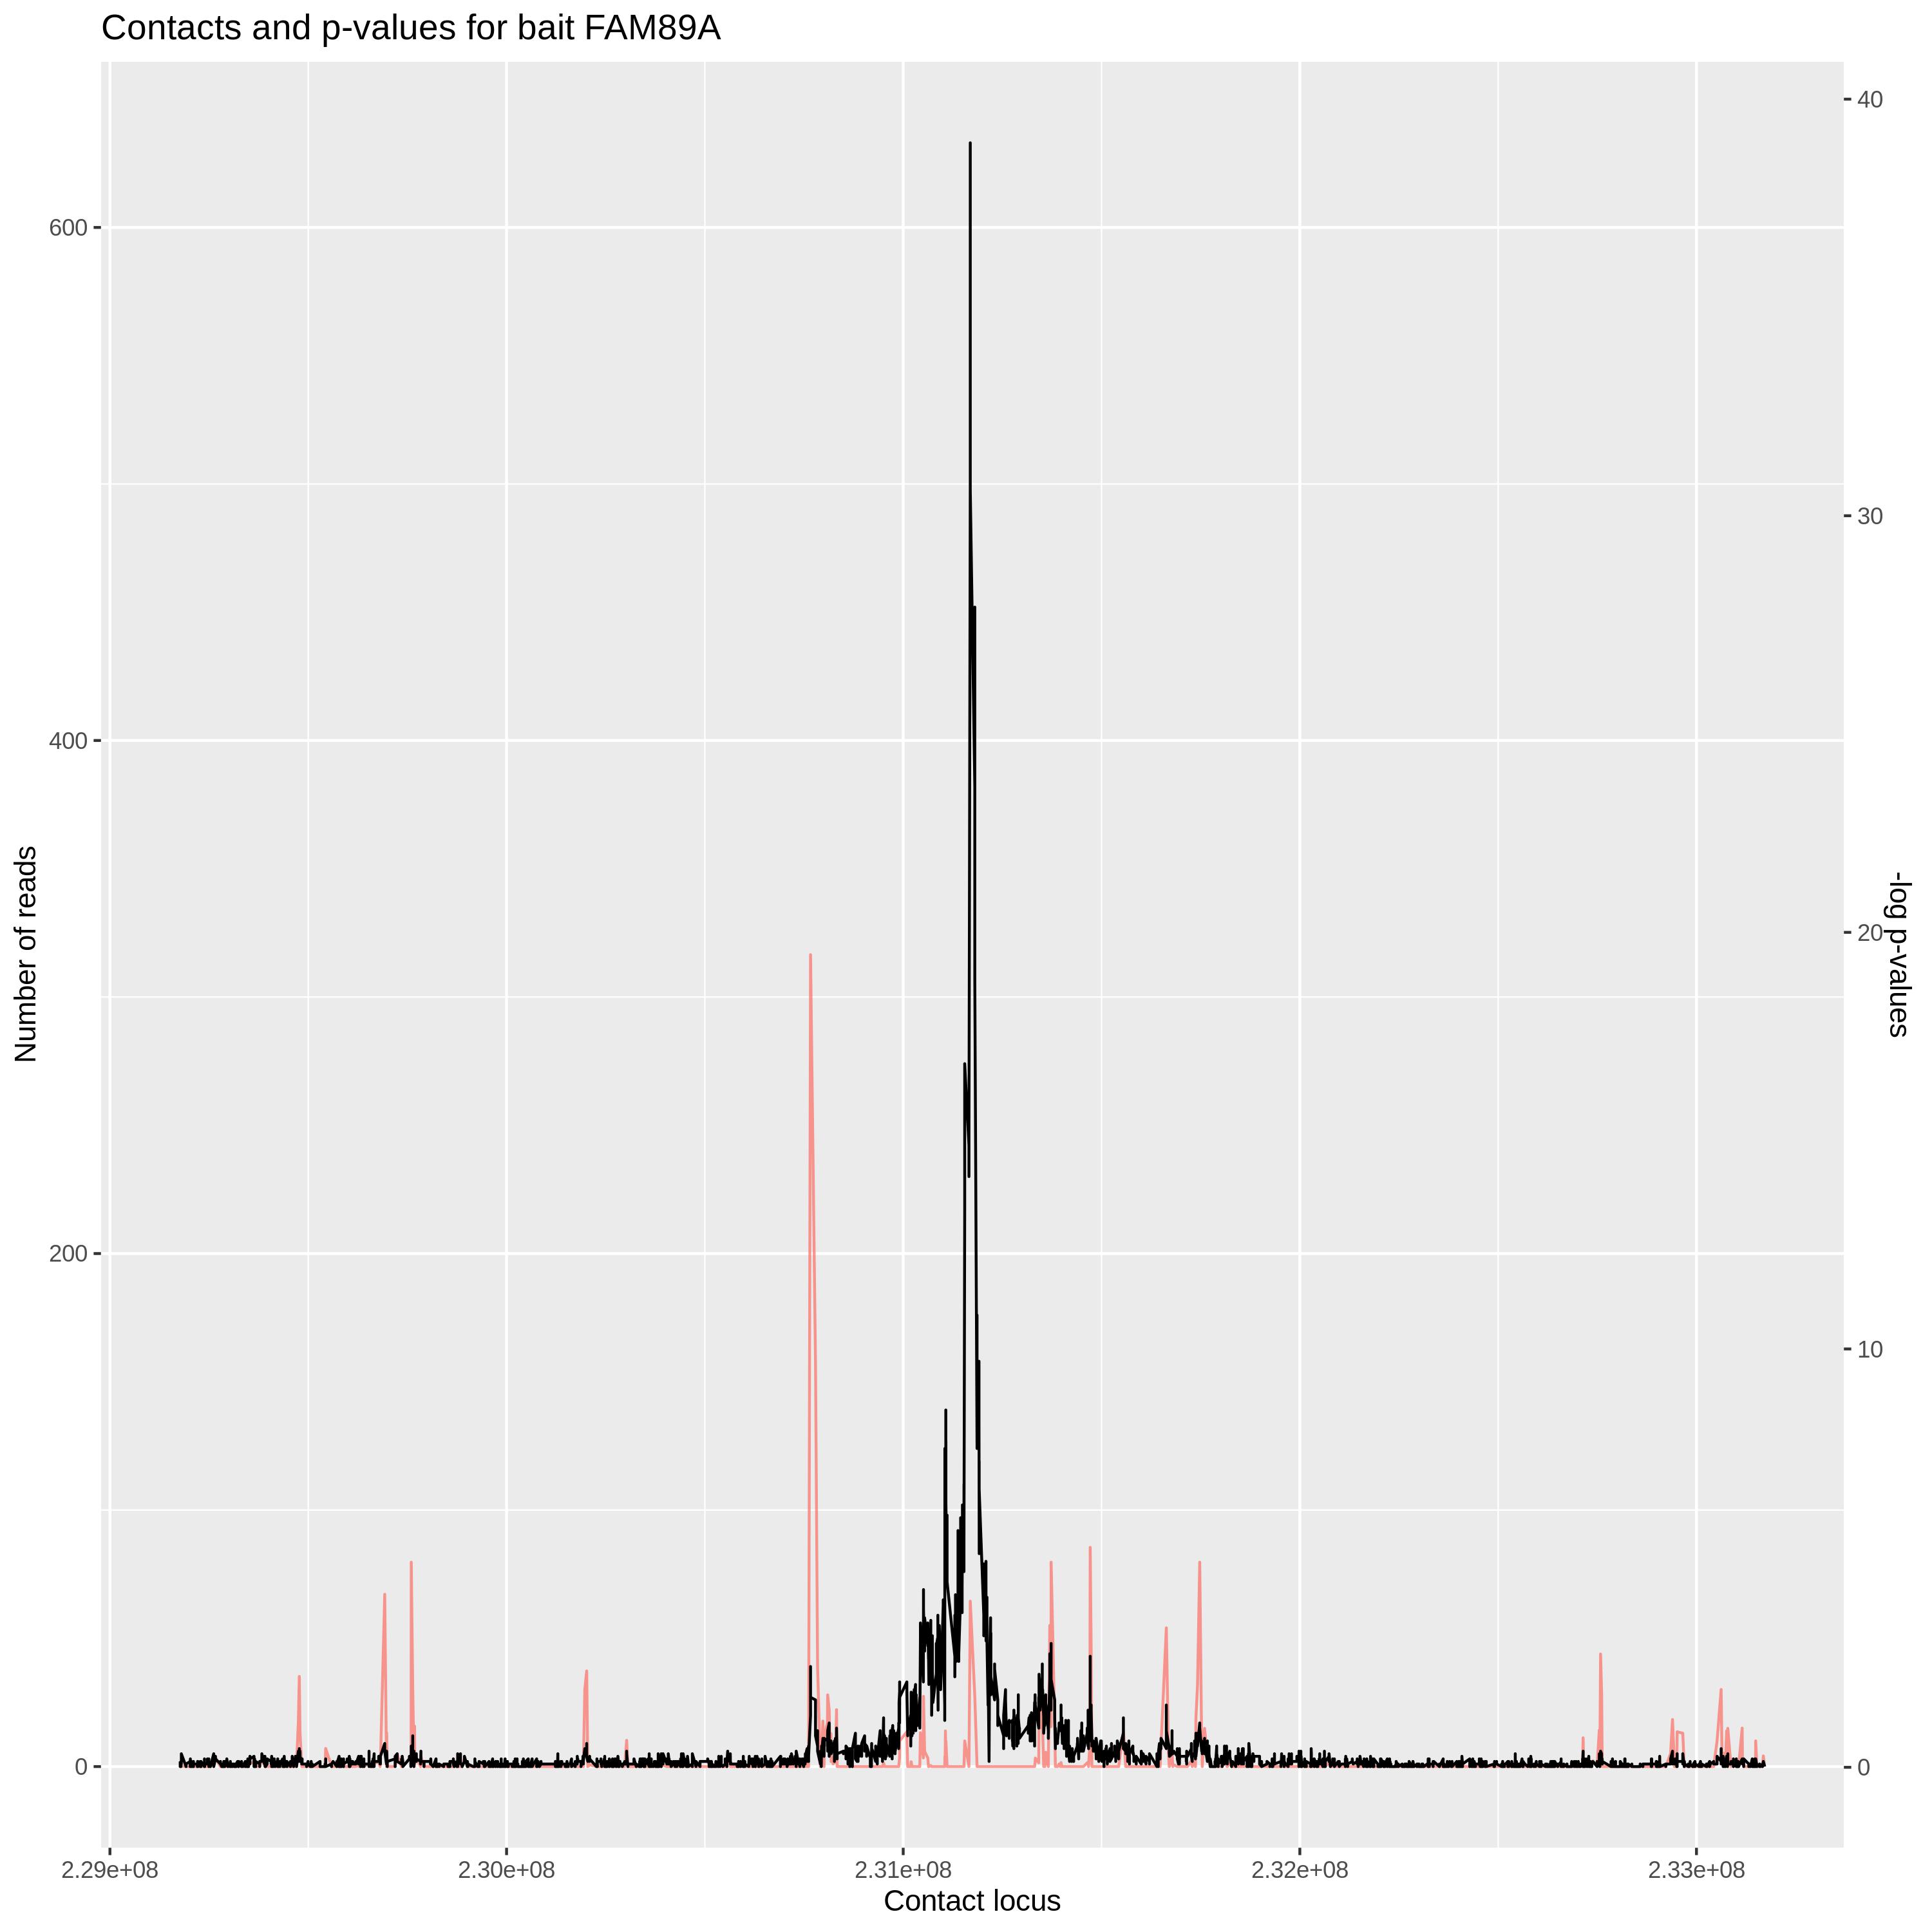 Contacts and p-values for bait FAM89A
40
600
30
400
Number of reads
-log p-values
20
200
10
0
0
2.29e+08
2.30e+08
2.31e+08
2.32e+08
2.33e+08
Contact locus